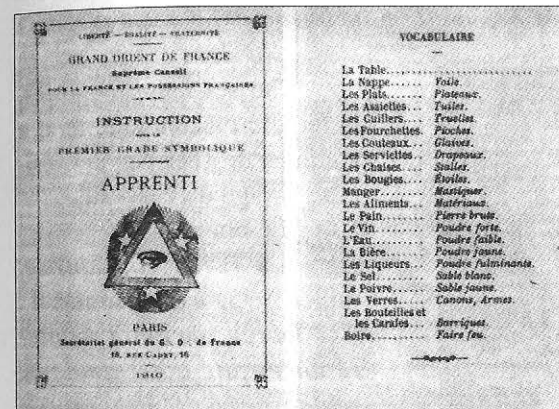 LIBERTÉ — ÉGALITÉ — FRATERNITÉ
GRAND ORIENT DE FRANCE
Suprême Conseil
POUR LA FRANCE ET LES POSSESSIONS FRANÇAISES
INSTRUCTION
POUR LE
PREMIER GRADE SYMBOLIQUE
APPRENTI
PARIS
Secrétariat général du G∴ O∴ de France
16, RUE CADET, 16
VOCABULAIRE
La Table..............................
La Nappe....... Voile.
Les Plats....... Plateaux.
Les Assiettes... Tuiles.
Les Cuillers.... Truelles.
Les Fourchettes. Pioches.
Les Couteaux... Glaives.
Les Serviettes.. Drapeaux.
Les Chaises.... Stalles.
Les Bougies.... Étoiles.
Manger......... Mastiquer.
Les Aliments... Matériaux.
Le Pain......... Pierre brute.
Le Vin.......... Poudre forte.
L'Eau........... Poudre faible.
La Bière........ Poudre jaune.
Les Liqueurs... Poudre fulminante.
Le Sel.......... Sable blanc.
Le Poivre....... Sable jaune.
Les Verres..... Canons, Armes.
Les Bouteilles et
les Carafes... Barriques.
Boire........... Faire feu.